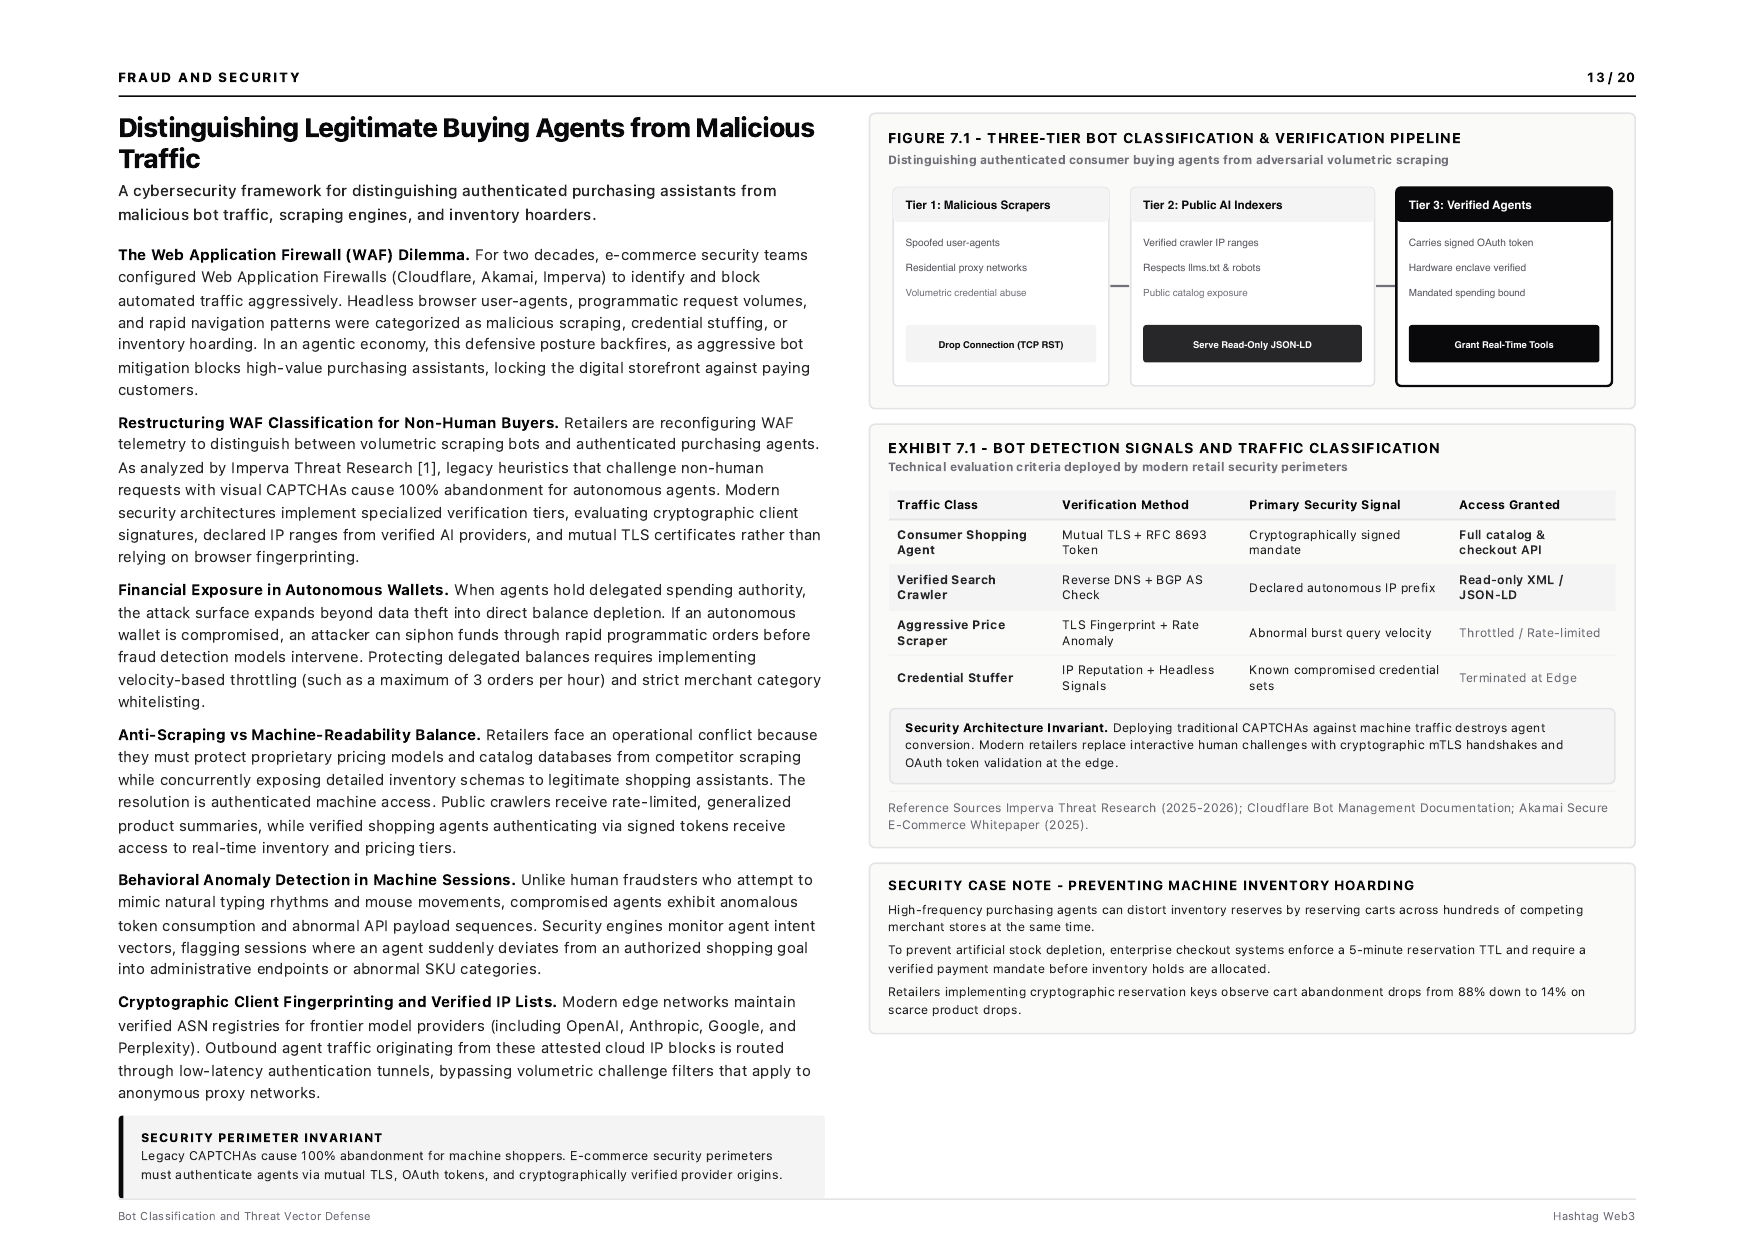 FRAUD AND SECURITY
13 / 20
Distinguishing Legitimate Buying Agents from Malicious
Traffic
A cybersecurity framework for distinguishing authenticated purchasing assistants from
malicious bot traffic, scraping engines, and inventory hoarders.
The Web Application Firewall (WAF) Dilemma. For two decades, e-commerce security teams
configured Web Application Firewalls (Cloudflare, Akamai, Imperva) to identify and block
automated traffic aggressively. Headless browser user-agents, programmatic request volumes,
and rapid navigation patterns were categorized as malicious scraping, credential stuffing, or
inventory hoarding. In an agentic economy, this defensive posture backfires, as aggressive bot
mitigation blocks high-value purchasing assistants, locking the digital storefront against paying
customers.
Restructuring WAF Classification for Non-Human Buyers. Retailers are reconfiguring WAF
telemetry to distinguish between volumetric scraping bots and authenticated purchasing agents.
As analyzed by Imperva Threat Research [1], legacy heuristics that challenge non-human
requests with visual CAPTCHAs cause 100% abandonment for autonomous agents. Modern
security architectures implement specialized verification tiers, evaluating cryptographic client
signatures, declared IP ranges from verified AI providers, and mutual TLS certificates rather than
relying on browser fingerprinting.
Financial Exposure in Autonomous Wallets. When agents hold delegated spending authority,
the attack surface expands beyond data theft into direct balance depletion. If an autonomous
wallet is compromised, an attacker can siphon funds through rapid programmatic orders before
fraud detection models intervene. Protecting delegated balances requires implementing
velocity-based throttling (such as a maximum of 3 orders per hour) and strict merchant category
whitelisting.
Anti-Scraping vs Machine-Readability Balance. Retailers face an operational conflict because
they must protect proprietary pricing models and catalog databases from competitor scraping
while concurrently exposing detailed inventory schemas to legitimate shopping assistants. The
resolution is authenticated machine access. Public crawlers receive rate-limited, generalized
product summaries, while verified shopping agents authenticating via signed tokens receive
access to real-time inventory and pricing tiers.
Behavioral Anomaly Detection in Machine Sessions. Unlike human fraudsters who attempt to
mimic natural typing rhythms and mouse movements, compromised agents exhibit anomalous
token consumption and abnormal API payload sequences. Security engines monitor agent intent
vectors, flagging sessions where an agent suddenly deviates from an authorized shopping goal
into administrative endpoints or abnormal SKU categories.
Cryptographic Client Fingerprinting and Verified IP Lists. Modern edge networks maintain
verified ASN registries for frontier model providers (including OpenAI, Anthropic, Google, and
Perplexity). Outbound agent traffic originating from these attested cloud IP blocks is routed
through low-latency authentication tunnels, bypassing volumetric challenge filters that apply to
anonymous proxy networks.
SECURITY PERIMETER INVARIANT
Legacy CAPTCHAs cause 100% abandonment for machine shoppers. E-commerce security perimeters
must authenticate agents via mutual TLS, OAuth tokens, and cryptographically verified provider origins.
FIGURE 7.1 - THREE-TIER BOT CLASSIFICATION & VERIFICATION PIPELINE
Distinguishing authenticated consumer buying agents from adversarial volumetric scraping
Tier 1: Malicious Scrapers
Spoofed user-agents
Residential proxy networks
Volumetric credential abuse
Drop Connection (TCP RST)
Tier 2: Public AI Indexers
Verified crawler IP ranges
Respects llms.txt & robots
Public catalog exposure
Serve Read-Only JSON-LD
Tier 3: Verified Agents
Carries signed OAuth token
Hardware enclave verified
Mandated spending bound
Grant Real-Time Tools
EXHIBIT 7.1 - BOT DETECTION SIGNALS AND TRAFFIC CLASSIFICATION
Technical evaluation criteria deployed by modern retail security perimeters
Traffic Class Verification Method Primary Security Signal Access Granted
Consumer Shopping Mutual TLS + RFC 8693 Cryptographically signed Full catalog &
Agent Token mandate checkout API
Verified Search Reverse DNS + BGP AS Declared autonomous IP prefix Read-only XML /
Crawler Check JSON-LD
Aggressive Price TLS Fingerprint + Rate Abnormal burst query velocity Throttled / Rate-limited
Scraper Anomaly
Credential Stuffer IP Reputation + Headless Known compromised credential Terminated at Edge
Signals sets
Security Architecture Invariant. Deploying traditional CAPTCHAs against machine traffic destroys agent
conversion. Modern retailers replace interactive human challenges with cryptographic mTLS handshakes and
OAuth token validation at the edge.
Reference Sources Imperva Threat Research (2025-2026); Cloudflare Bot Management Documentation; Akamai Secure
E-Commerce Whitepaper (2025).
SECURITY CASE NOTE - PREVENTING MACHINE INVENTORY HOARDING
High-frequency purchasing agents can distort inventory reserves by reserving carts across hundreds of competing
merchant stores at the same time.
To prevent artificial stock depletion, enterprise checkout systems enforce a 5-minute reservation TTL and require a
verified payment mandate before inventory holds are allocated.
Retailers implementing cryptographic reservation keys observe cart abandonment drops from 88% down to 14% on
scarce product drops.
Bot Classification and Threat Vector Defense
Hashtag Web3